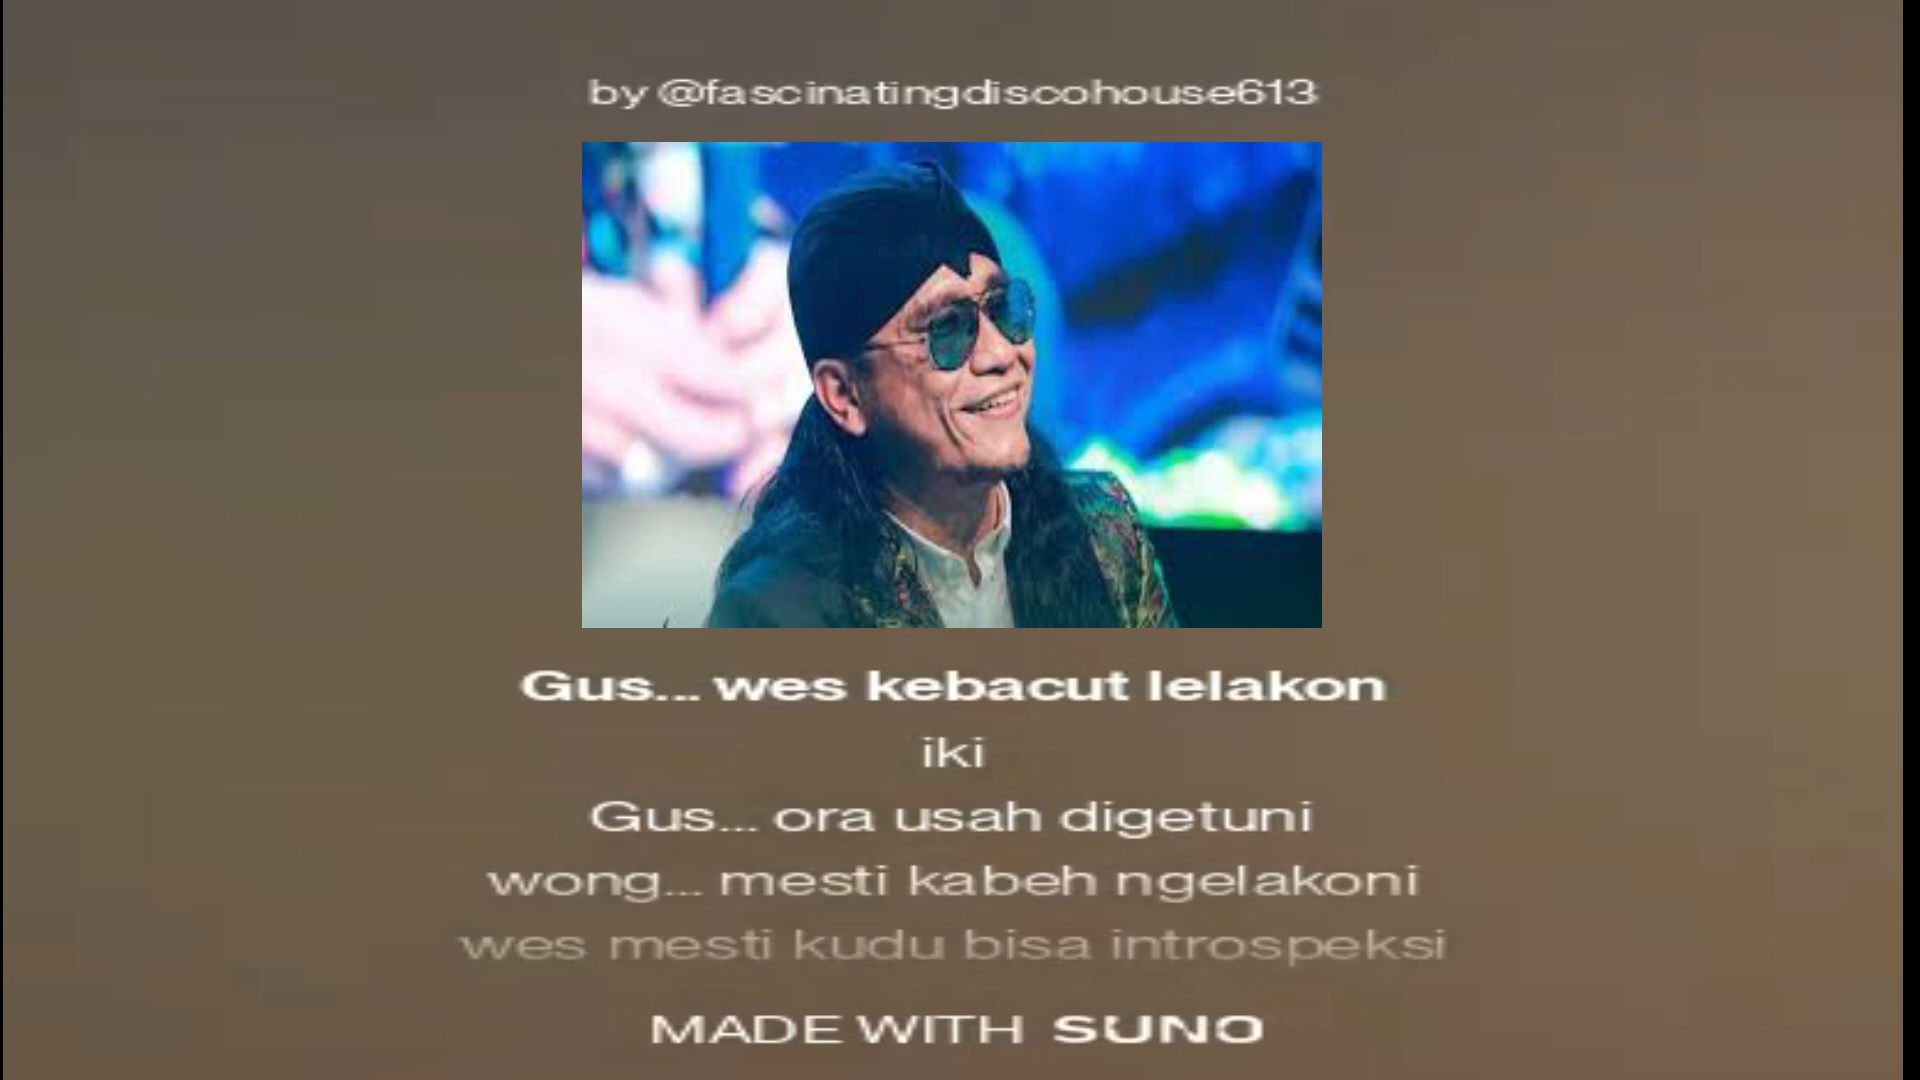 by @fascinatingdiscohouse613
Gus... wes kebacut lelakon
iki
Gus... ora usah digetuni
wong... mesti kabeh ngelakoni
wes mesti kudu bisa introspeksi
MADE WITH SUNO